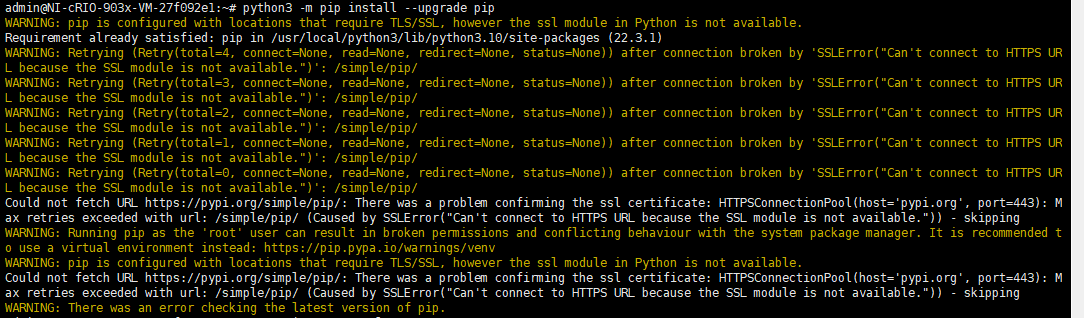 admin@NI-cRIO-903x-VM-27f092e1:~# python3 -m pip install --upgrade pip
WARNING: pip is configured with locations that require TLS/SSL, however the ssl module in Python is not available.
Requirement already satisfied: pip in /usr/local/python3/lib/python3.10/site-packages (22.3.1)
WARNING: Retrying (Retry(total=4, connect=None, read=None, redirect=None, status=None)) after connection broken by 'SSLError("Can't connect to HTTPS UR
L because the SSL module is not available.")': /simple/pip/
WARNING: Retrying (Retry(total=3, connect=None, read=None, redirect=None, status=None)) after connection broken by 'SSLError("Can't connect to HTTPS UR
L because the SSL module is not available.")': /simple/pip/
WARNING: Retrying (Retry(total=2, connect=None, read=None, redirect=None, status=None)) after connection broken by 'SSLError("Can't connect to HTTPS UR
L because the SSL module is not available.")': /simple/pip/
WARNING: Retrying (Retry(total=1, connect=None, read=None, redirect=None, status=None)) after connection broken by 'SSLError("Can't connect to HTTPS UR
L because the SSL module is not available.")': /simple/pip/
WARNING: Retrying (Retry(total=0, connect=None, read=None, redirect=None, status=None)) after connection broken by 'SSLError("Can't connect to HTTPS UR
L because the SSL module is not available.")': /simple/pip/
Could not fetch URL https://pypi.org/simple/pip/: There was a problem confirming the ssl certificate: HTTPSConnectionPool(host='pypi.org', port=443): M
ax retries exceeded with url: /simple/pip/ (Caused by SSLError("Can't connect to HTTPS URL because the SSL module is not available.")) - skipping
WARNING: Running pip as the 'root' user can result in broken permissions and conflicting behaviour with the system package manager. It is recommended t
o use a virtual environment instead: https://pip.pypa.io/warnings/venv
WARNING: pip is configured with locations that require TLS/SSL, however the ssl module in Python is not available.
Could not fetch URL https://pypi.org/simple/pip/: There was a problem confirming the ssl certificate: HTTPSConnectionPool(host='pypi.org', port=443): M
ax retries exceeded with url: /simple/pip/ (Caused by SSLError("Can't connect to HTTPS URL because the SSL module is not available.")) - skipping
WARNING: There was an error checking the latest version of pip.